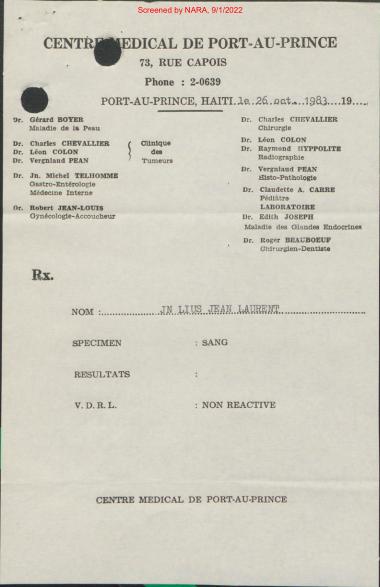 Screened by NARA, 9/1/2022
CENTRE MEDICAL DE PORT-AU-PRINCE
73, RUE CAPOIS
Phone : 2-0639
PORT-AU-PRINCE, HAITI le 26 oct. 1983 19
Dr. Gérard BOYER
Maladie de la Peau
Dr. Charles CHEVALLIER
Dr. Léon COLON
Dr. Vergniaud PEAN
Clinique
des
Tumeurs
Dr. Jn. Michel TELHOMME
Gastro-Entérologie
Médecine Interne
Dr. Robert JEAN-LOUIS
Gynécologie-Accoucheur
Dr. Charles CHEVALLIER
Chirurgie
Dr. Léon COLON
Dr. Raymond HYPPOLITE
Radiographie
Dr. Vergniaud PEAN
Histo-Pathologie
Dr. Claudette A. CARRE
Pédiâtre
LABORATOIRE
Dr. Edith JOSEPH
Maladie des Glandes Endocrines
Dr. Roger BEAUBOEUF
Chirurgien-Dentiste
Rx.
NOM : JN LIUS JEAN LAURENT
SPECIMEN : SANG
RESULTATS :
V. D. R. L. : NON REACTIVE
CENTRE MEDICAL DE PORT-AU-PRINCE